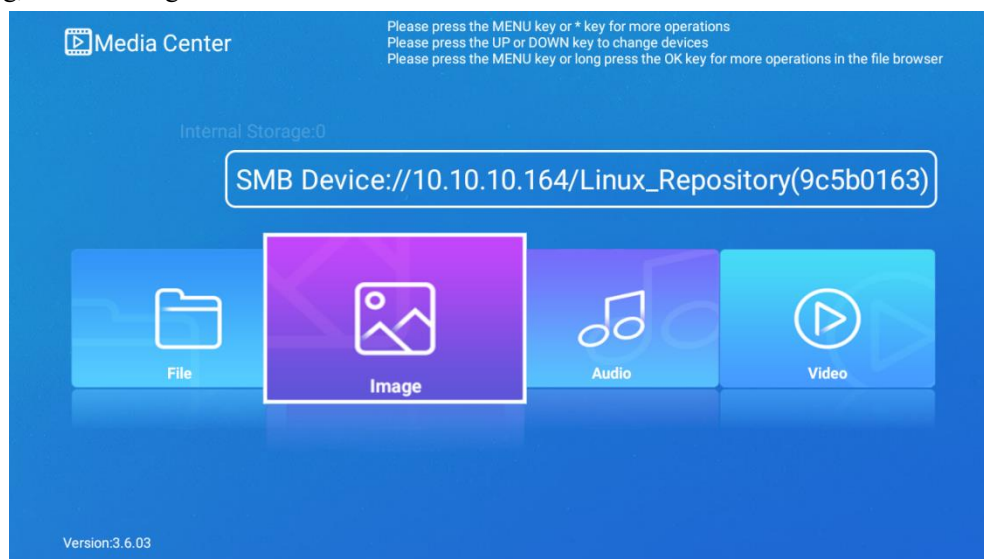 Media Center
Please press the MENU key or * key for more operations
Please press the UP or DOWN key to change devices
Please press the MENU key or long press the OK key for more operations in the file browser
Internal Storage:0
SMB Device://10.10.10.164/Linux_Repository(9c5b0163)
File
Image
Audio
Video
Version:3.6.03